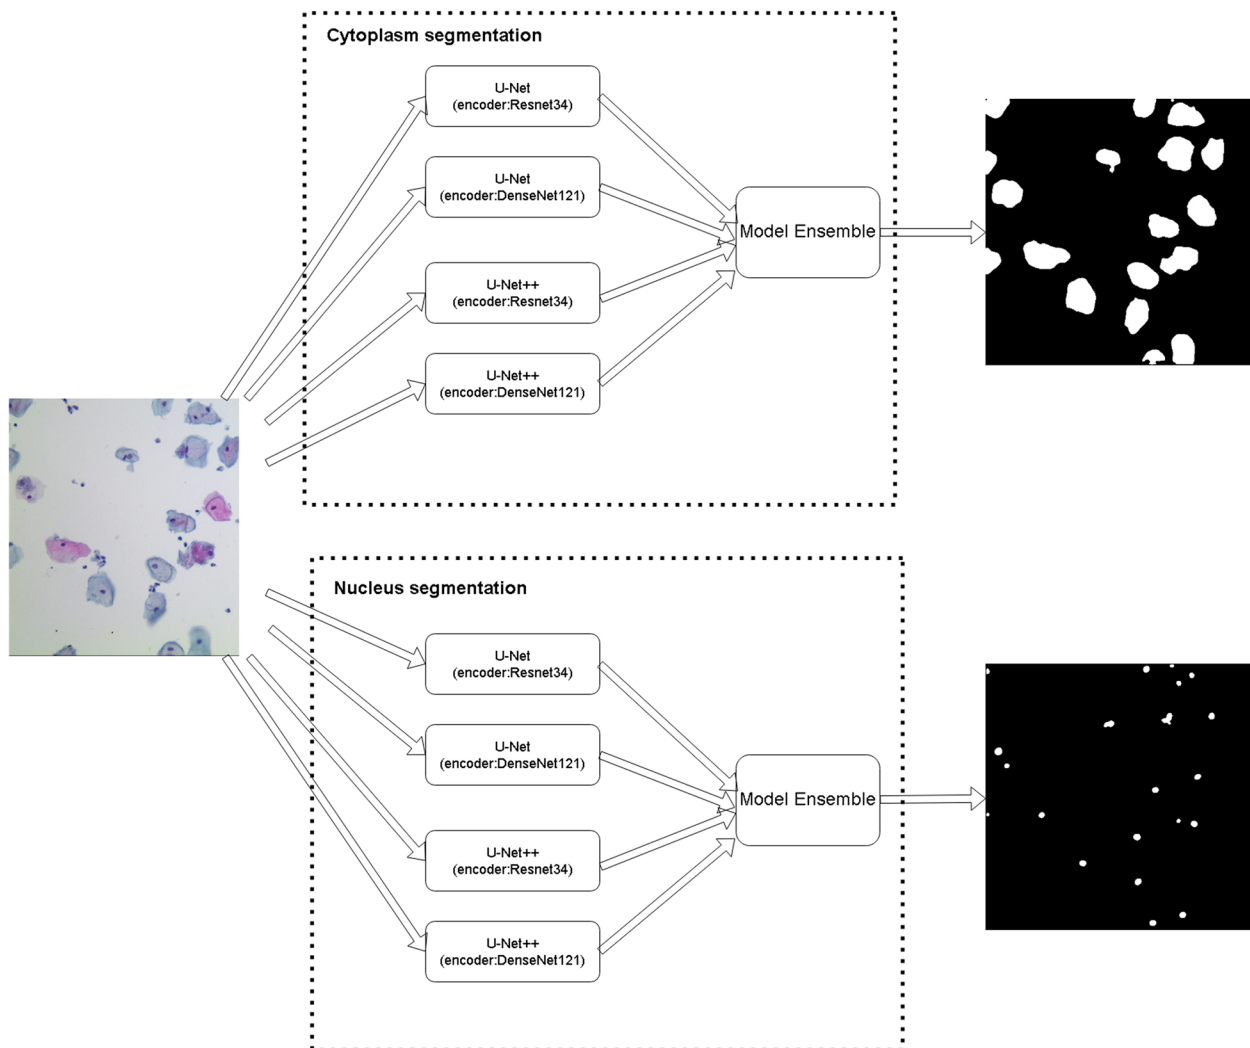 Cytoplasm segmentation
U-Net
(encoder:Resnet34)
U-Net
(encoder:DenseNet121)
U-Net++
(encoder:Resnet34)
U-Net++
(encoder:DenseNet121)
Model Ensemble
Nucleus segmentation
U-Net
(encoder:Resnet34)
U-Net
(encoder:DenseNet121)
U-Net++
(encoder:Resnet34)
U-Net++
(encoder:DenseNet121)
Model Ensemble